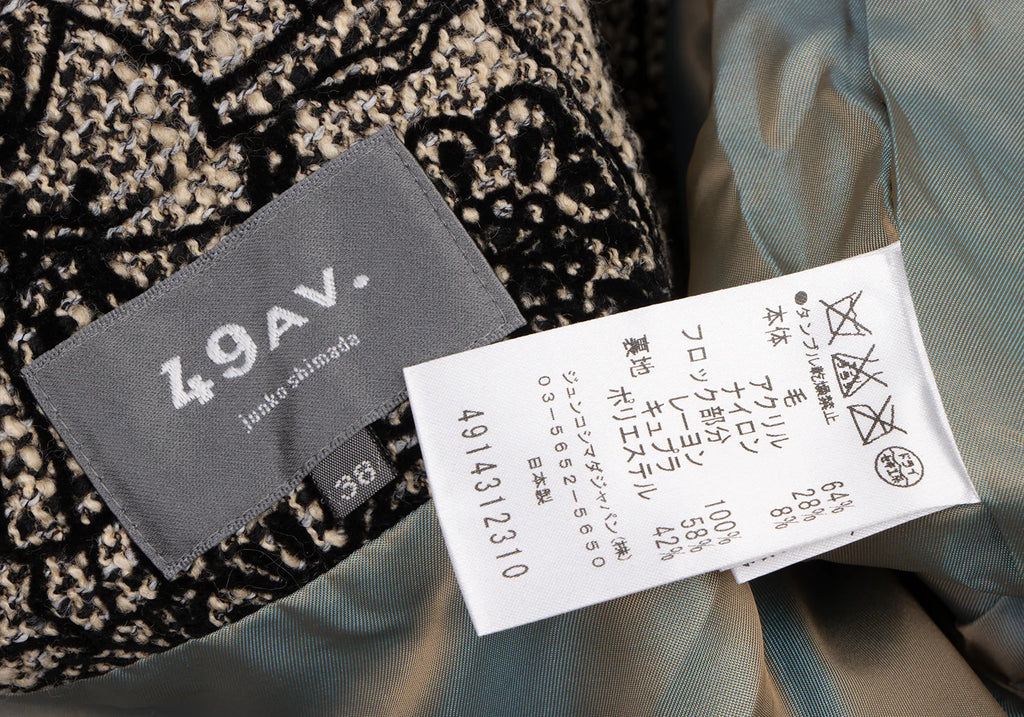 49AV.
junko shimada
38
ドライ
●タンブル乾燥禁止
本体 毛 64%
アクリル 28%
ナイロン 8%
フロック部分
レーヨン 100%
裏地 キュプラ 58%
ポリエステル 42%
ジュンコシマダジャパン(株)
03-5652-5650
日本製
4914312310